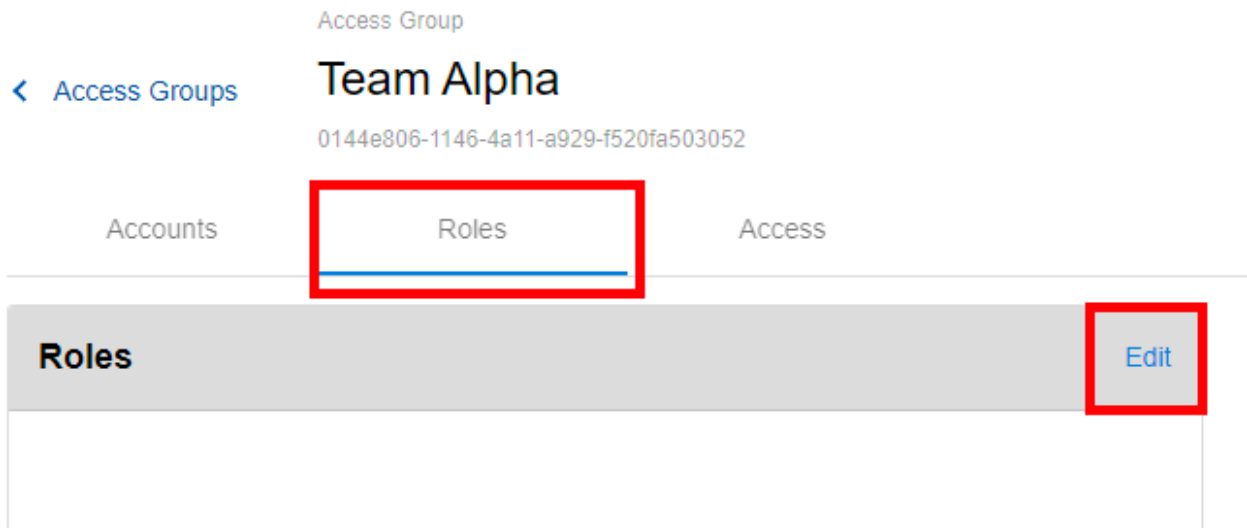 Access Group
Access Groups
Team Alpha
0144e806-1146-4a11-a929-f520fa503052
Accounts Roles Access
Roles Edit